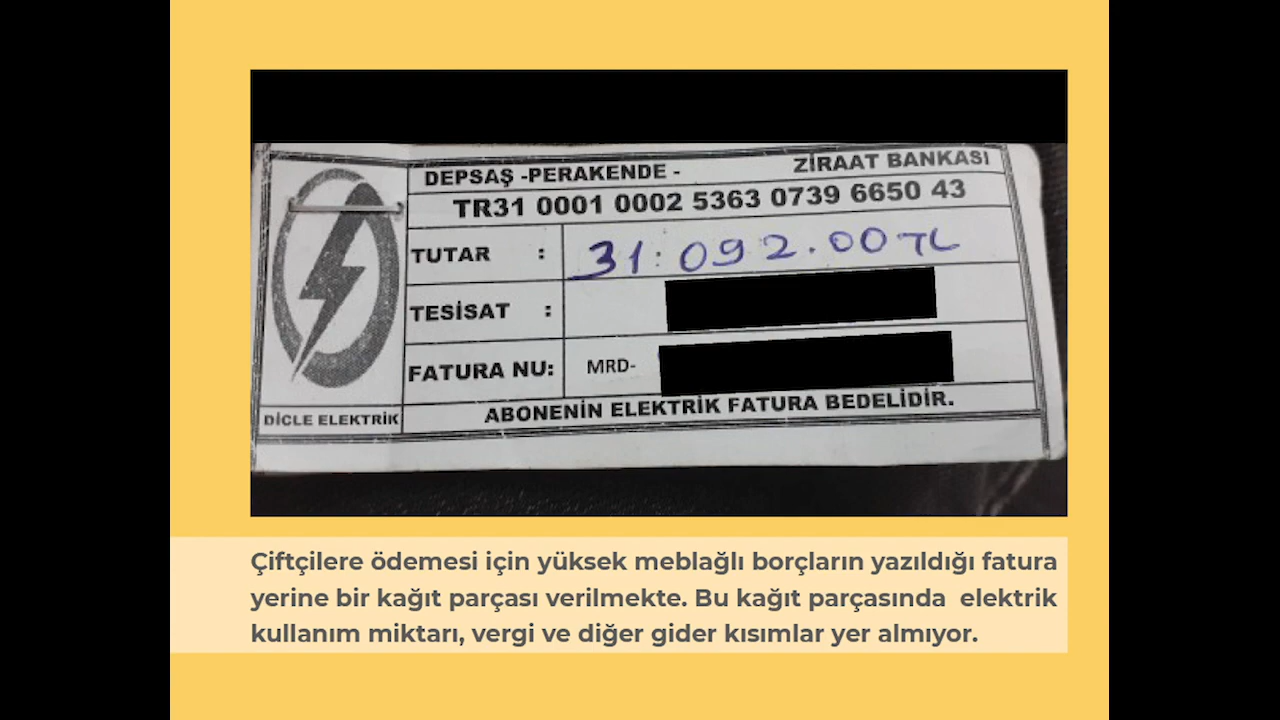 DEPSAŞ -PERAKENDE - ZİRAAT BANKASI
TR31 0001 0002 5363 0739 6650 43
TUTAR : 31.092.00 TL
TESİSAT :
FATURA NU: MRD-
DİCLE ELEKTRİK ABONENİN ELEKTRİK FATURA BEDELİDİR.
Çiftçilere ödemesi için yüksek meblağlı borçların yazıldığı fatura
yerine bir kağıt parçası verilmekte. Bu kağıt parçasında elektrik
kullanım miktarı, vergi ve diğer gider kısımlar yer almıyor.